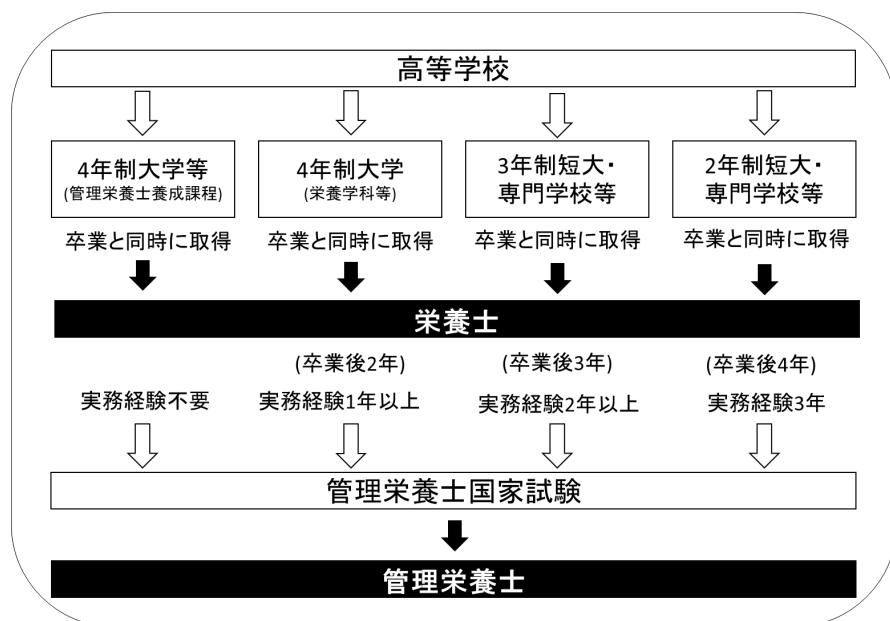 高等学校
4年制大学等
(管理栄養士養成課程)
4年制大学
(栄養学科等)
3年制短大・
専門学校等
2年制短大・
専門学校等
卒業と同時に取得
卒業と同時に取得
卒業と同時に取得
卒業と同時に取得
栄養士
(卒業後2年)
(卒業後3年)
(卒業後4年)
実務経験不要
実務経験1年以上
実務経験2年以上
実務経験3年
管理栄養士国家試験
管理栄養士